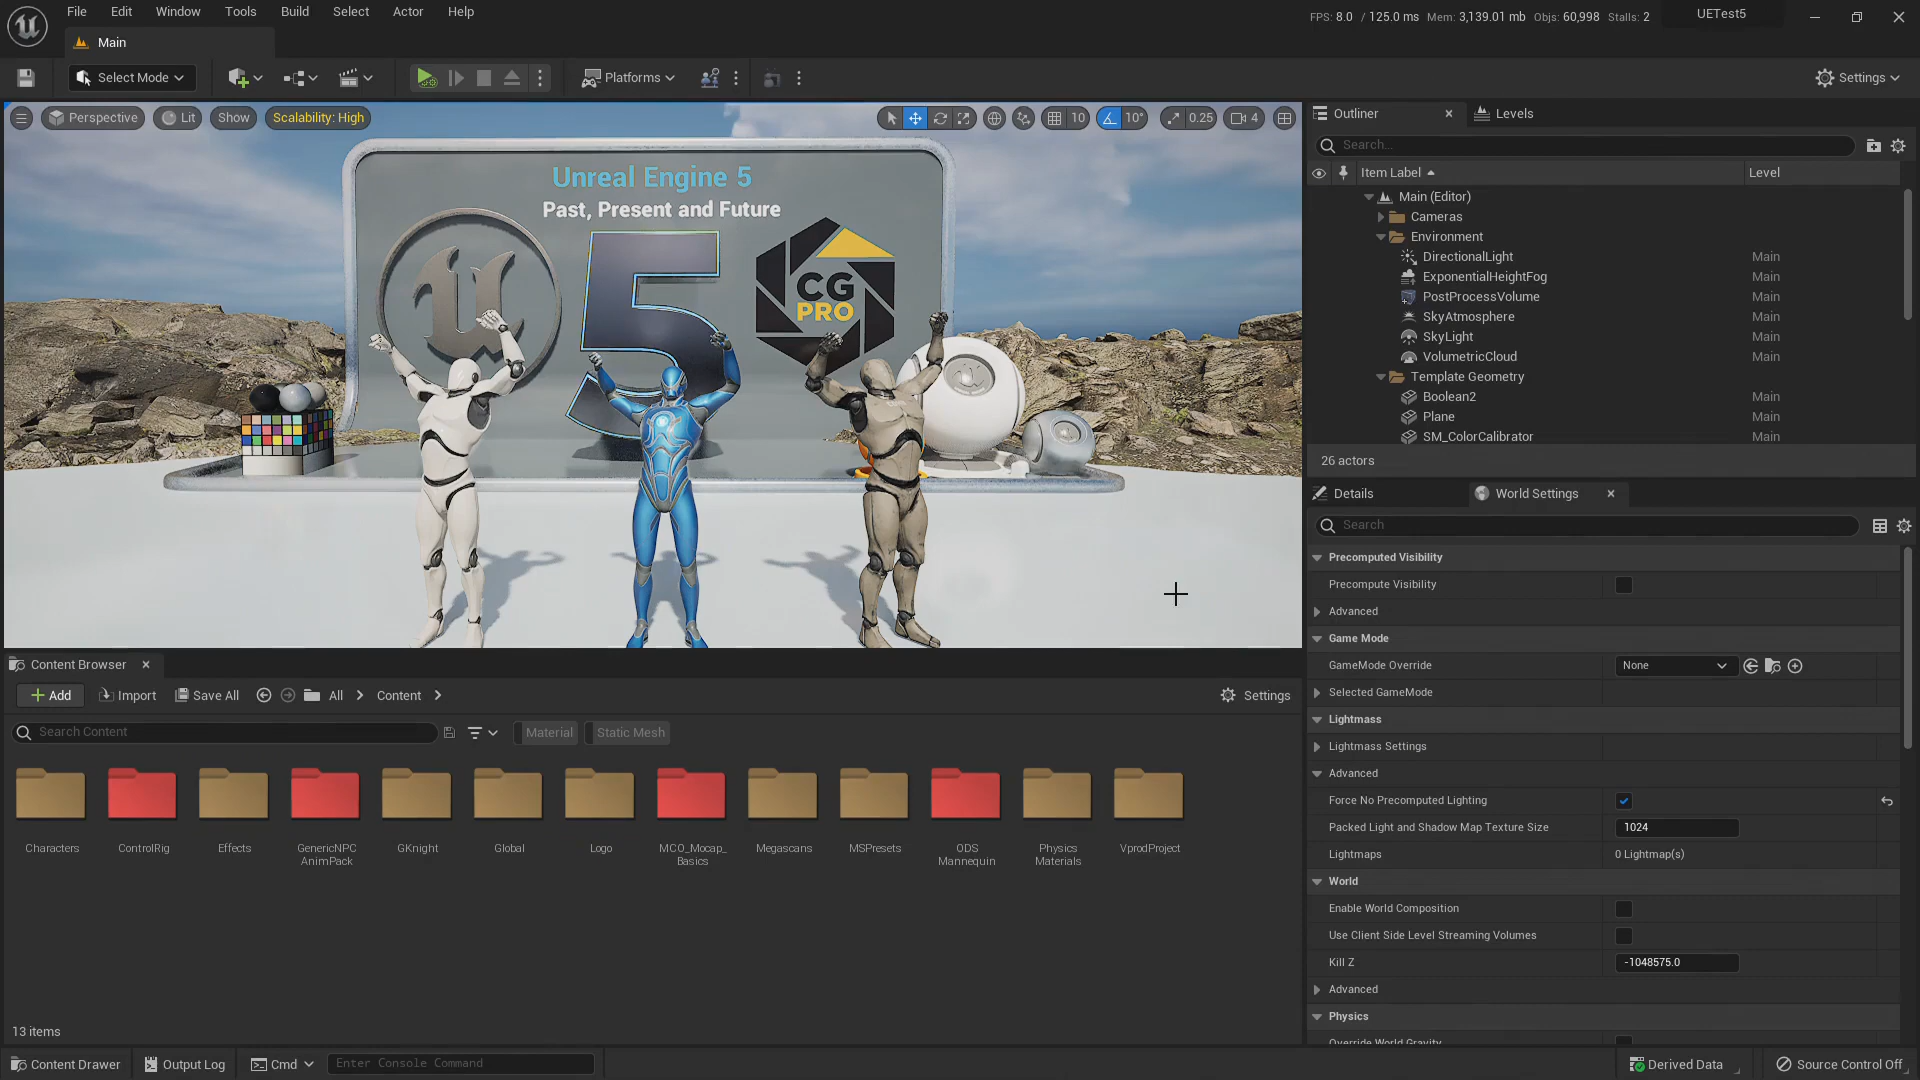 File Edit Window Tools Build Select Actor Help
FPS: 8.0 / 125.0 ms Mem: 3,139.01 mb Objs: 60,998 Stalls: 2
UETest5
Main
Select Mode
Platforms
Settings
Perspective Lit Show Scalability: High
10 10° 0.25 4
Unreal Engine 5
Past, Present and Future
5
CG
PRO
Outliner
Levels
Search...
Item Label Level
Main (Editor)
Cameras
Environment
DirectionalLight Main
ExponentialHeightFog Main
PostProcessVolume Main
SkyAtmosphere Main
SkyLight Main
VolumetricCloud Main
Template Geometry
Boolean2 Main
Plane Main
SM_ColorCalibrator Main
26 actors
Details
World Settings
Search
Precomputed Visibility
Precompute Visibility
Advanced
Game Mode
GameMode Override None
Selected GameMode
Lightmass
Lightmass Settings
Advanced
Force No Precomputed Lighting
Packed Light and Shadow Map Texture Size 1024
Lightmaps 0 Lightmap(s)
World
Enable World Composition
Use Client Side Level Streaming Volumes
Kill Z -1048575.0
Advanced
Physics
Override World Gravity
Content Browser
Add Import Save All All Content Settings
Search Content
Material Static Mesh
Characters
ControlRig
Effects
GenericNPC
AnimPack
GKnight
Global
Logo
MCO_Mocap_
Basics
Megascans
MSPresets
ODS
Mannequin
Physics
Materials
VprodProject
13 items
Content Drawer Output Log Cmd Enter Console Command
Derived Data Source Control Off